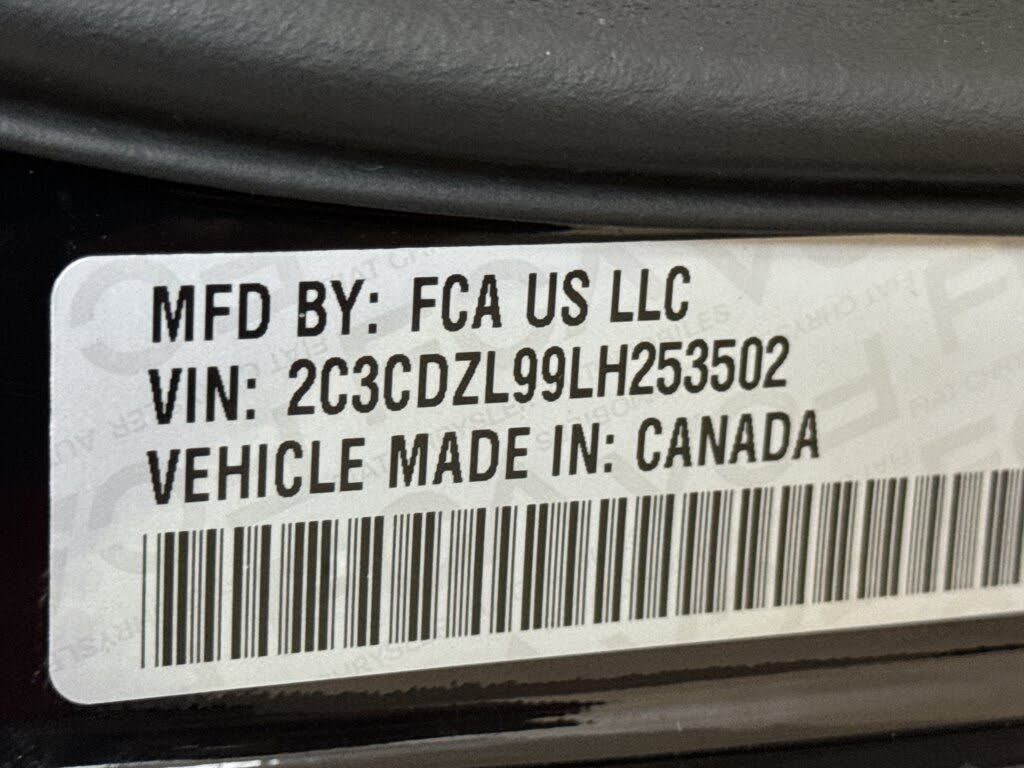 MFD BY: FCA US LLC
VIN: 2C3CDZL99LH253502
VEHICLE MADE IN: CANADA